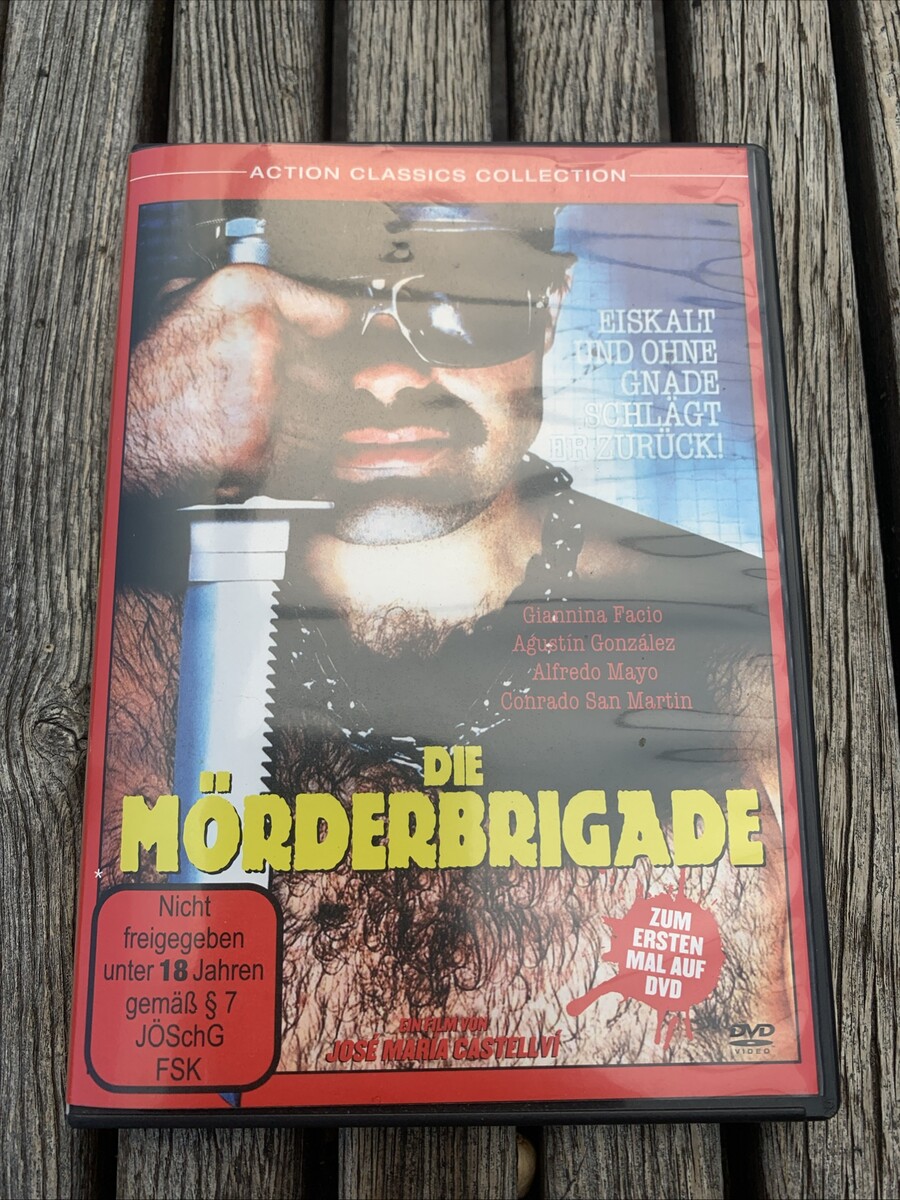 ACTION CLASSICS COLLECTION
EISKALT
UND OHNE
GNADE
SCHLÄGT
ER ZURÜCK!
Giannina Facio
Agustín González
Alfredo Mayo
Conrado San Martin
DIE
MÖRDERBRIGADE
*
Nicht
freigegeben
unter 18 Jahren
gemäß § 7
JÖSchG
FSK
ZUM
ERSTEN
MAL AUF
DVD
EIN FILM VON
JOSÉ MARÍA CASTELLVÍ
DVD
VIDEO